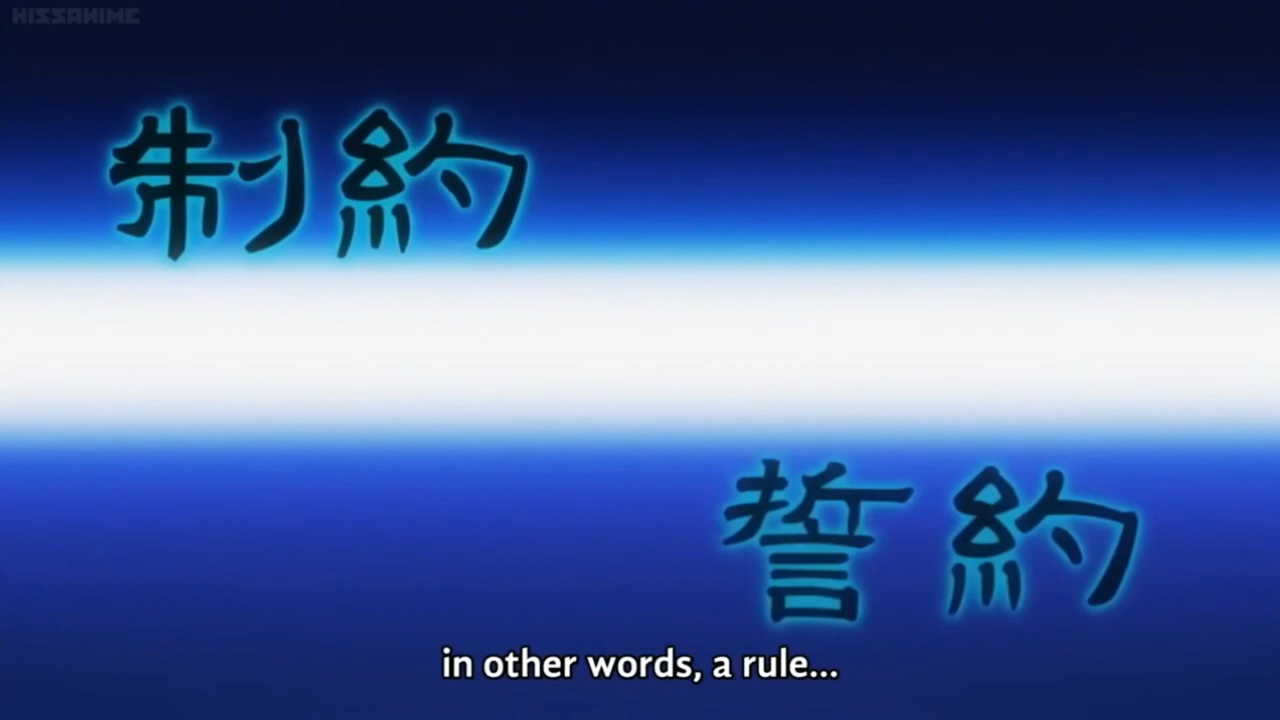 KISSANIME
制約
誓約
in other words, a rule...